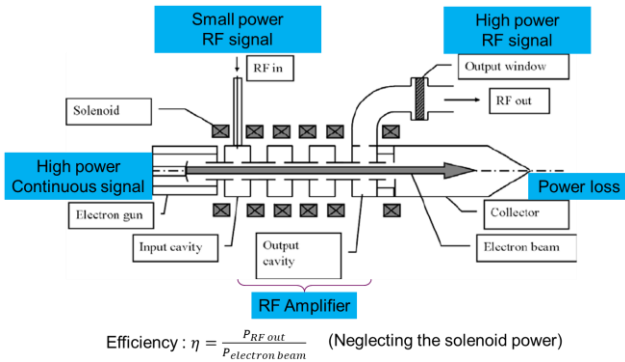 Small power
RF signal
High power
RF signal
RF in
Output window
RF out
Solenoid
High power
Continuous signal
Power loss
Electron gun
Collector
Input cavity
Output
cavity
Electron beam
RF Amplifier
Efficiency : η = P_RF out / P_electron beam (Neglecting the solenoid power)